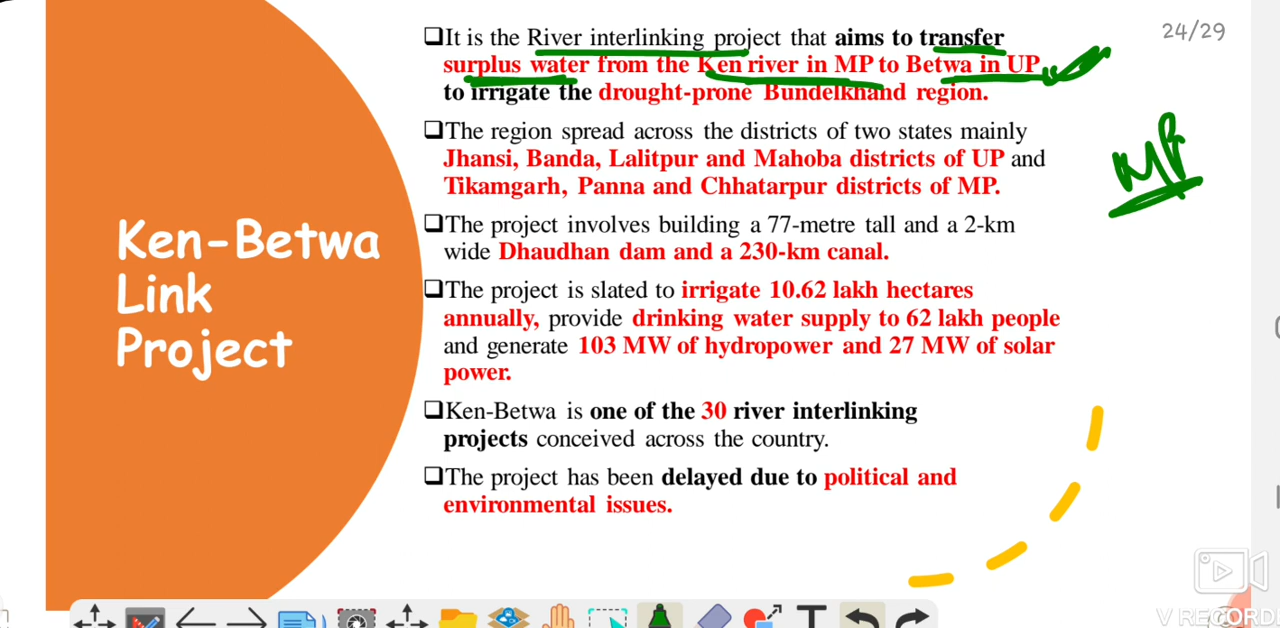 24/29
Ken-Betwa
Link
Project
❑It is the River interlinking project that aims to transfer
surplus water from the Ken river in MP to Betwa in UP
to irrigate the drought-prone Bundelkhand region.
❑The region spread across the districts of two states mainly
Jhansi, Banda, Lalitpur and Mahoba districts of UP and
Tikamgarh, Panna and Chhatarpur districts of MP.
❑The project involves building a 77-metre tall and a 2-km
wide Dhaudhan dam and a 230-km canal.
❑The project is slated to irrigate 10.62 lakh hectares
annually, provide drinking water supply to 62 lakh people
and generate 103 MW of hydropower and 27 MW of solar
power.
❑Ken-Betwa is one of the 30 river interlinking
projects conceived across the country.
❑The project has been delayed due to political and
environmental issues.
MP
T
V RECORD